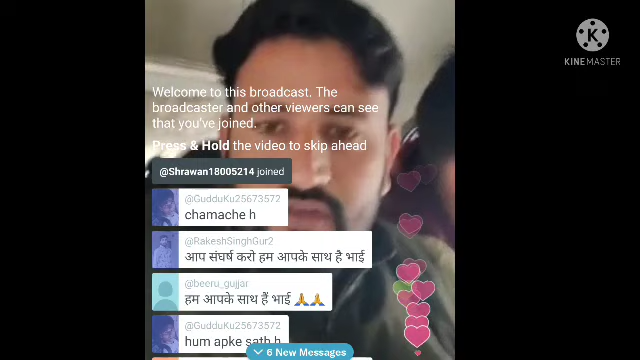 KINEMASTER
Welcome to this broadcast. The
broadcaster and other viewers can see
that you've joined.
Press & Hold the video to skip ahead
@Shrawan18005214 joined
@GudduKu25673572
chamache h
@RakeshSinghGur2
आप संघर्ष करो हम आपके साथ है भाई
@beeru_gujjar
हम आपके साथ हैं भाई 🙏🙏
@GudduKu25673572
hum apke sath h
6 New Messages